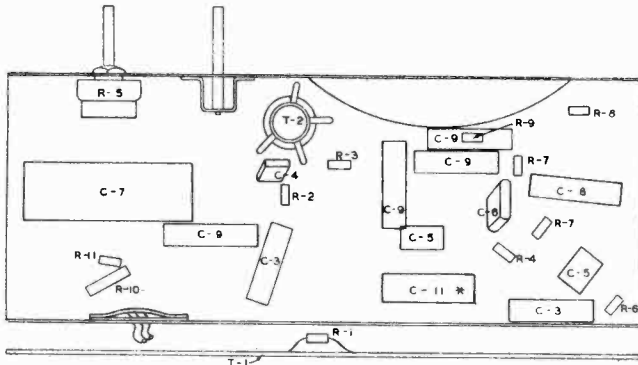 R-5
T-2
R-8
C-9
R-9
R-3
C-9
R-7
C-4
C-7
R-2
C-8
C-9
C-6
C-9
C-5
R-7
R-4
R-11
C-3
C-5
R-10
C-11 *
C-3
R-6
R-1
T-1